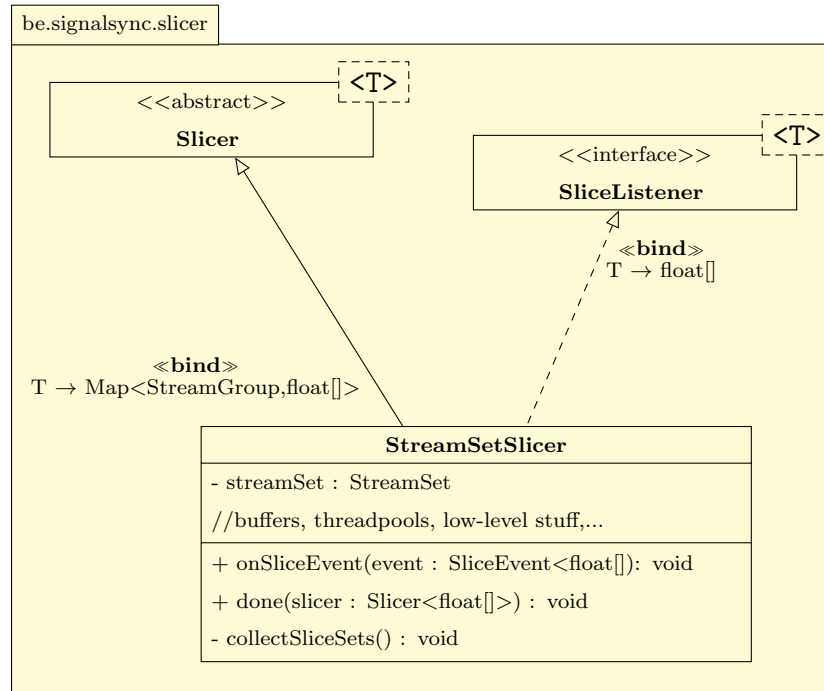 be.signalsync.slicer
<T>
<<abstract>>
Slicer
<T>
<<interface>>
SliceListener
≪bind≫
T → float[]
≪bind≫
T → Map<StreamGroup,float[]>
StreamSetSlicer
- streamSet : StreamSet
//buffers, threadpools, low-level stuff,...
+ onSliceEvent(event : SliceEvent<float[]): void
+ done(slicer : Slicer<float[]>) : void
- collectSliceSets() : void